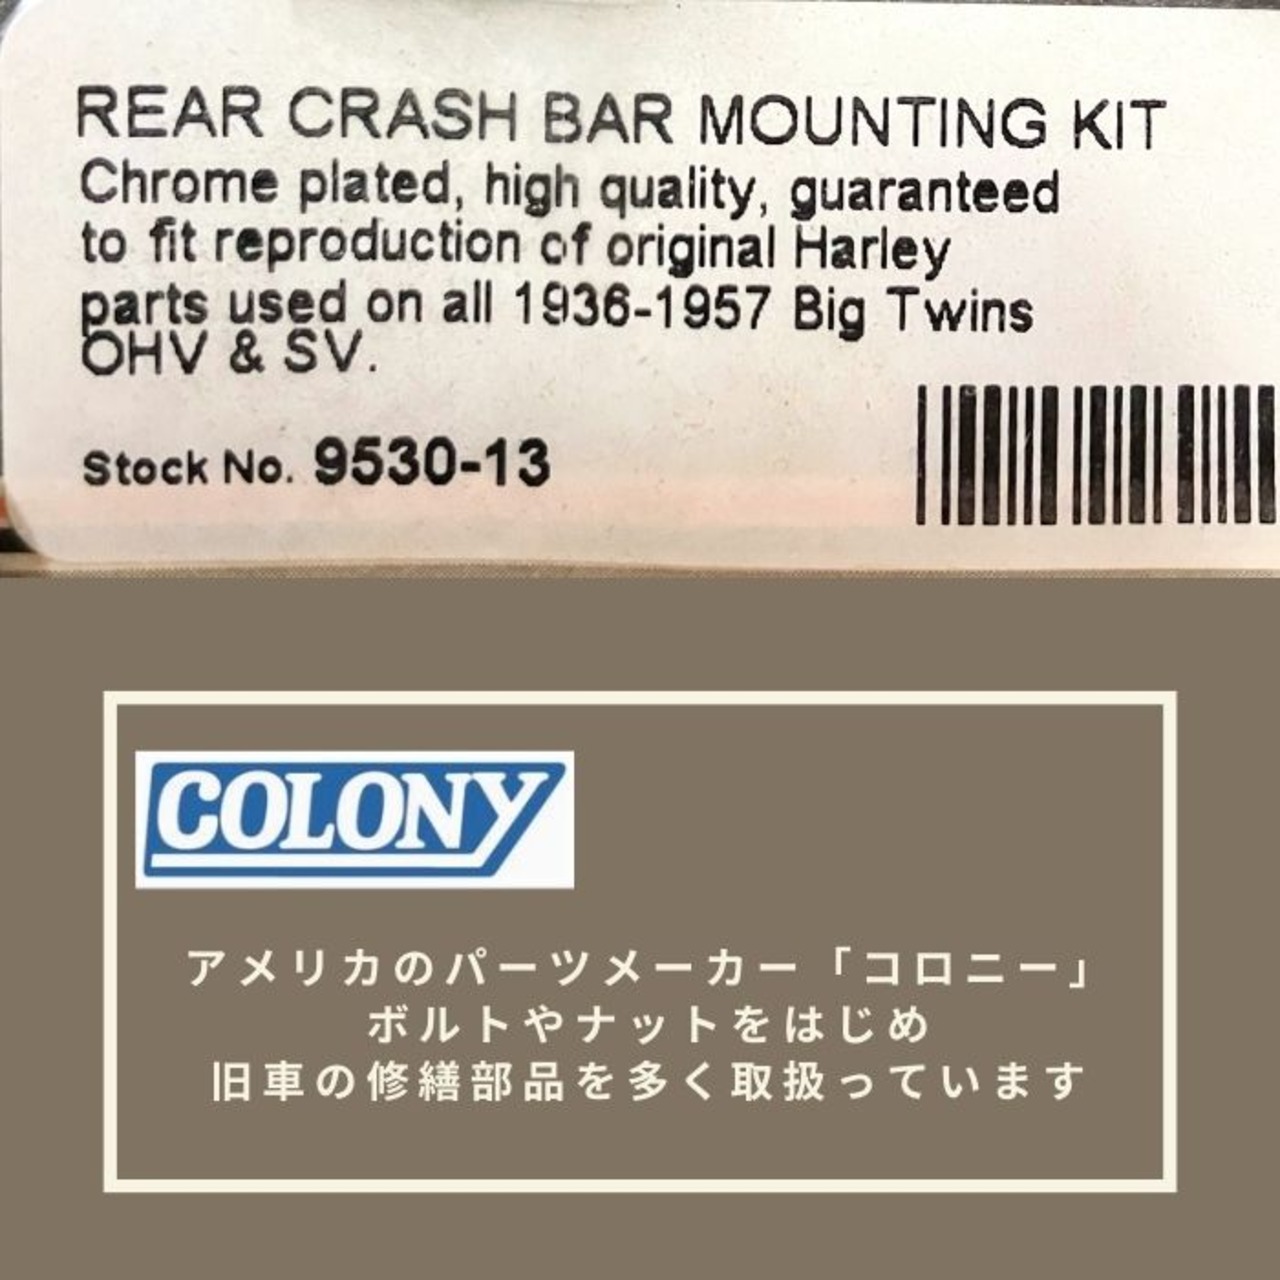 REAR CRASH BAR MOUNTING KIT
Chrome plated, high quality, guaranteed
to fit reproduction of original Harley
parts used on all 1936-1957 Big Twins
OHV & SV.
Stock No. 9530-13
COLONY
アメリカのパーツメーカー「コロニー」
ボルトやナットをはじめ
旧車の修繕部品を多く取扱っています